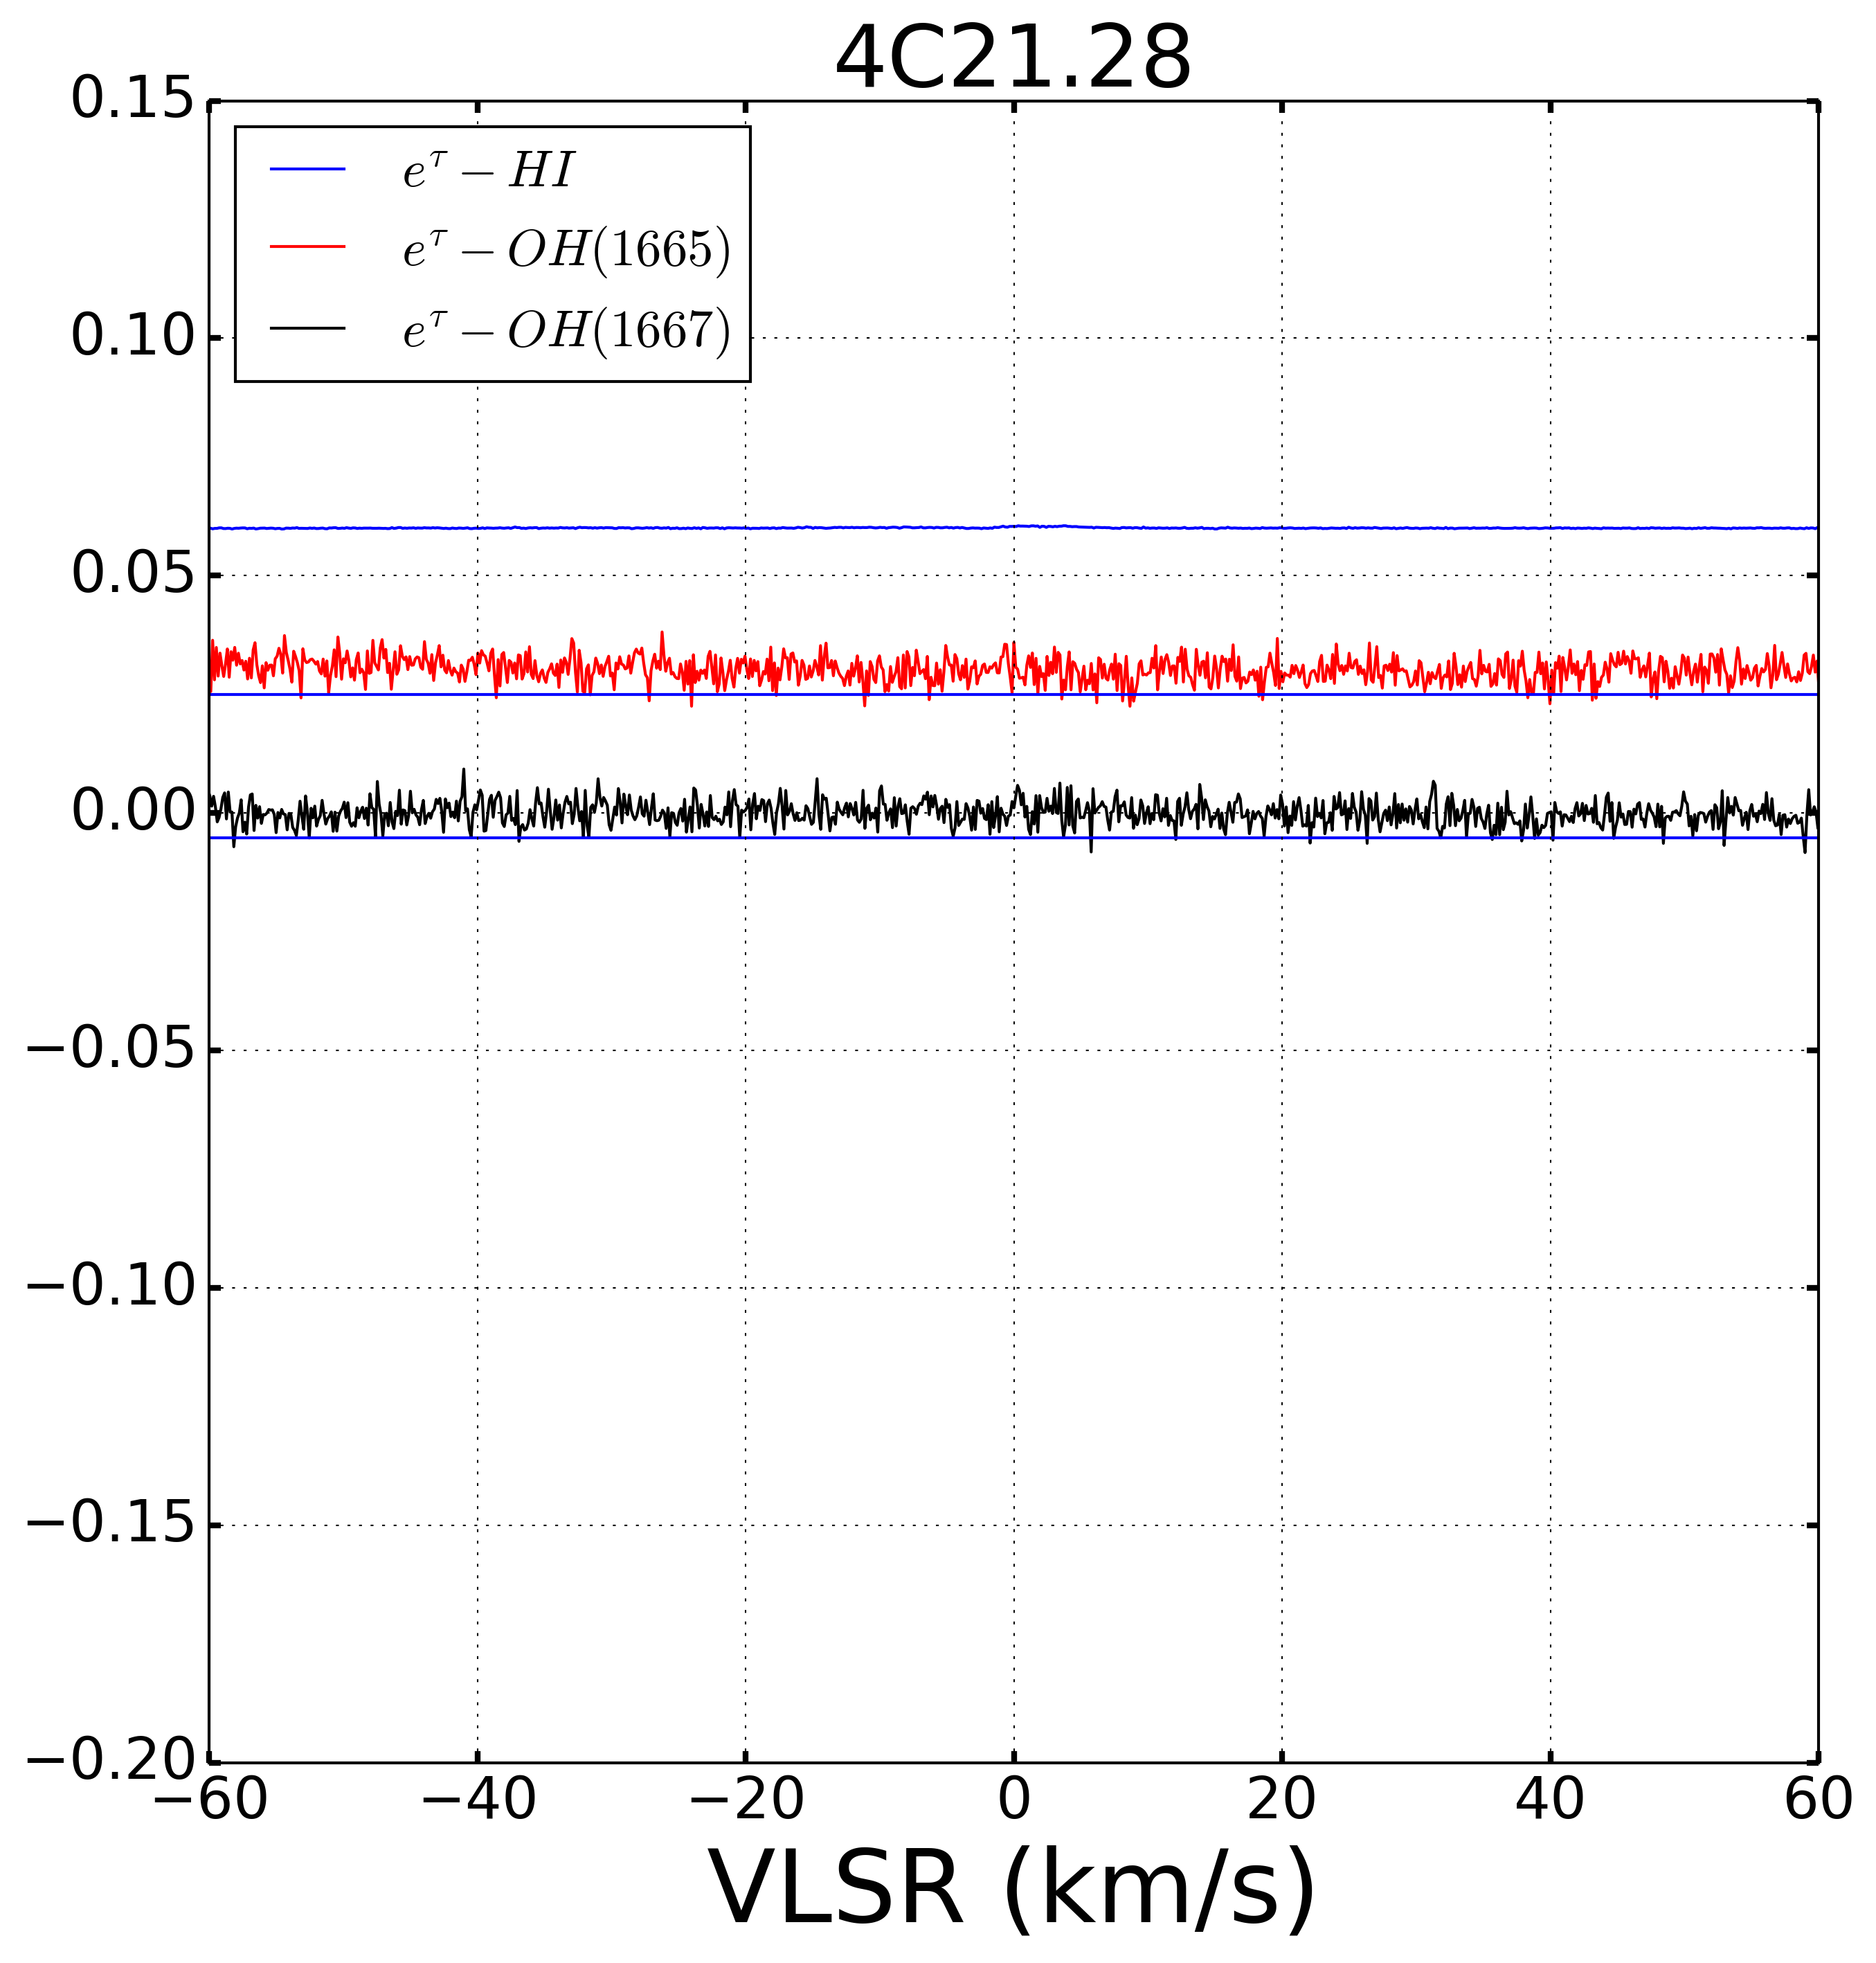 4C21.28
0.15
0.10
0.05
0.00
−0.05
−0.10
−0.15
−0.20
e^τ − HI
e^τ − OH(1665)
e^τ − OH(1667)
−60 −40 −20 0 20 40 60
VLSR (km/s)